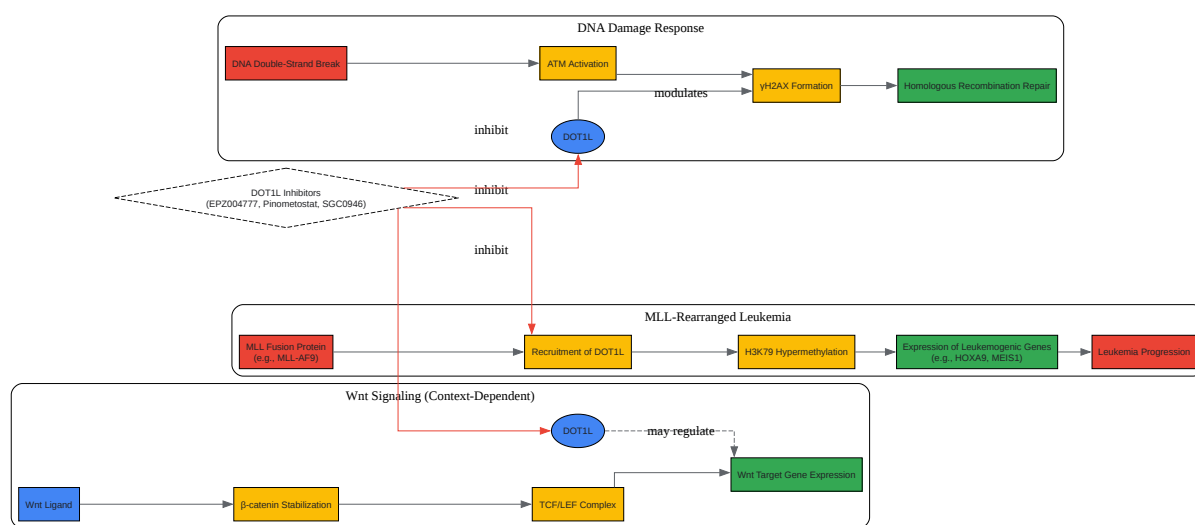 DNA Damage Response
DNA Double-Strand Break
ATM Activation
γH2AX Formation
Homologous Recombination Repair
modulates
inhibit
DOT1L
DOT1L Inhibitors
(EPZ004777, Pinometostat, SGC0946)
inhibit
inhibit
MLL-Rearranged Leukemia
MLL Fusion Protein
(e.g., MLL-AF9)
Recruitment of DOT1L
H3K79 Hypermethylation
Expression of Leukemogenic Genes
(e.g., HOXA9, MEIS1)
Leukemia Progression
Wnt Signaling (Context-Dependent)
DOT1L
may regulate
Wnt Target Gene Expression
Wnt Ligand
β-catenin Stabilization
TCF/LEF Complex